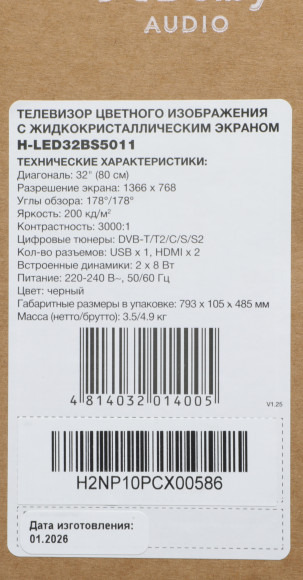 AUDIO
ТЕЛЕВИЗОР ЦВЕТНОГО ИЗОБРАЖЕНИЯ
С ЖИДКОКРИСТАЛЛИЧЕСКИМ ЭКРАНОМ
H-LED32BS5011
ТЕХНИЧЕСКИЕ ХАРАКТЕРИСТИКИ:
Диагональ: 32" (80 см)
Разрешение экрана: 1366 x 768
Углы обзора: 178°/178°
Яркость: 200 кд/м²
Контрастность: 3000:1
Цифровые тюнеры: DVB-T/T2/C/S/S2
Кол-во разъемов: USB x 1, HDMI x 2
Встроенные динамики: 2 x 8 Вт
Питание: 220-240 В~, 50/60 Гц
Цвет: черный
Габаритные размеры в упаковке: 793 x 105 x 485 мм
Масса (нетто/брутто): 3.5/4.9 кг
4 814032 014005
V1.25
H2NP10PCX00586
Дата изготовления:
01.2026